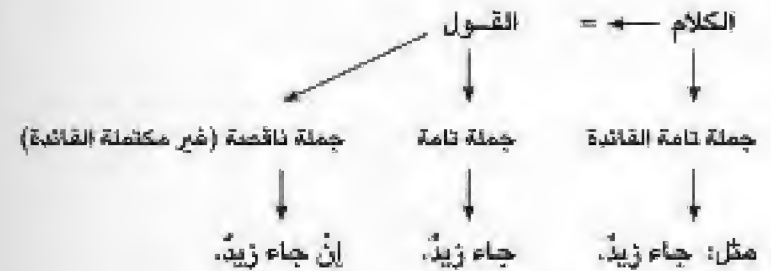 الكلام = القــول
جملة تامة الفائدة جملة تامة جملة ناقصة (غير مكتملة الفائدة)
مثل: جاء زيدٌ. جاء زيدٌ. إنْ جاء زيدٌ.